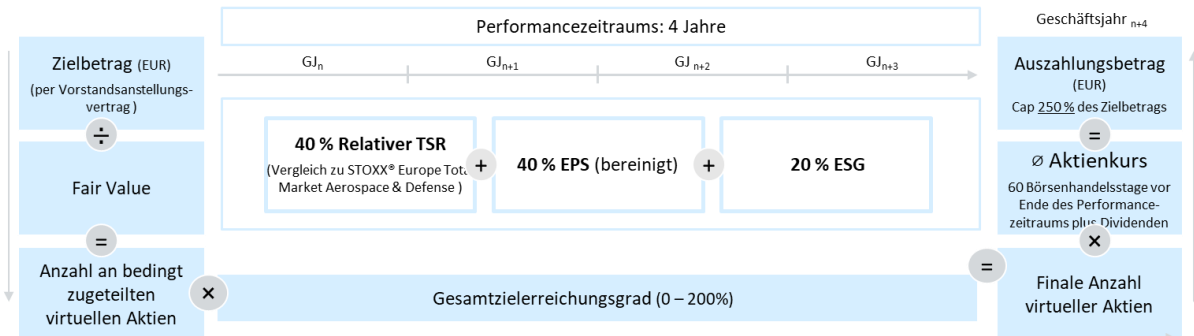 Performancezeitraums: 4 Jahre
Geschäftsjahr n+4
Zielbetrag (EUR)
(per Vorstandsanstellungs-
vertrag )
÷
Fair Value
=
Anzahl an bedingt
zugeteilten
virtuellen Aktien
×
GJn
GJn+1
GJn+2
GJn+3
40 % Relativer TSR
(Vergleich zu STOXX® Europe Tota
Market Aerospace & Defense )
+
40 % EPS (bereinigt)
+
20 % ESG
Gesamtzielerreichungsgrad (0 – 200%)
=
Auszahlungsbetrag
(EUR)
Cap 250 % des Zielbetrags
=
Ø Aktienkurs
60 Börsenhandelsstage vor
Ende des Performance-
zeitraums plus Dividenden
×
Finale Anzahl
virtueller Aktien